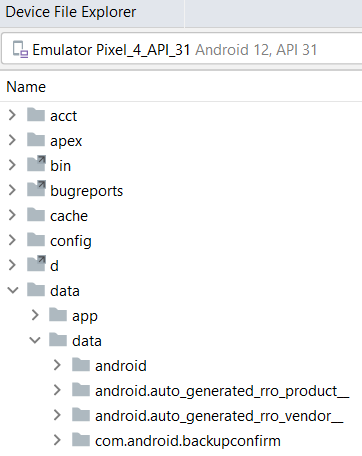 Device File Explorer
Emulator Pixel_4_API_31 Android 12, API 31
Name
acct
apex
bin
bugreports
cache
config
d
data
app
data
android
android.auto_generated_rro_product__
android.auto_generated_rro_vendor__
com.android.backupconfirm